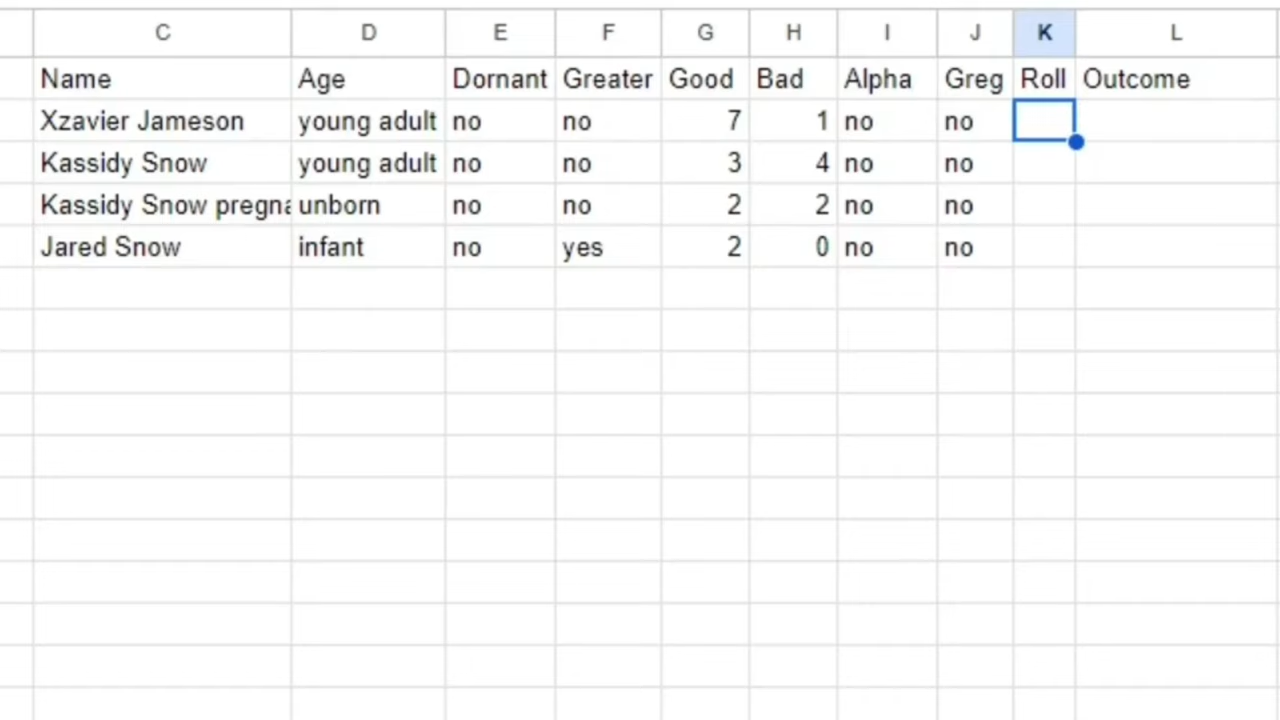 C D E F G H I J K L
Name Age Dornant Greater Good Bad Alpha Greg Roll Outcome
Xzavier Jameson young adult no no 7 1 no no
Kassidy Snow young adult no no 3 4 no no
Kassidy Snow pregna unborn no no 2 2 no no
Jared Snow infant no yes 2 0 no no